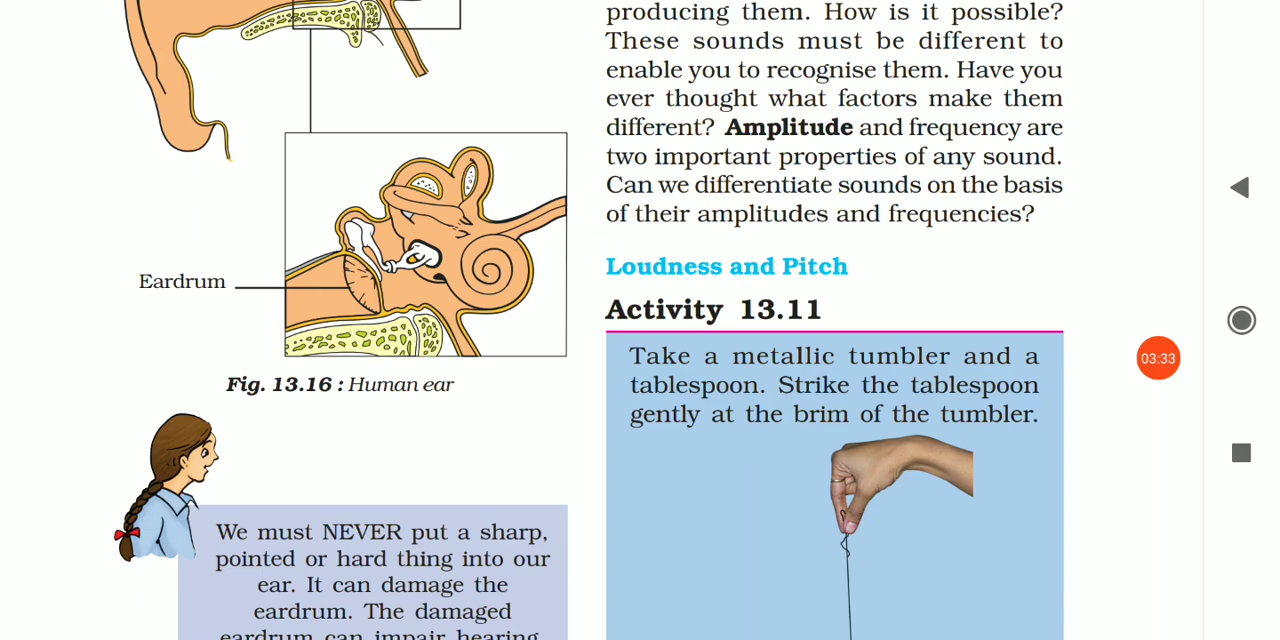 Eardrum
Fig. 13.16 : Human ear
We must NEVER put a sharp,
pointed or hard thing into our
ear. It can damage the
eardrum. The damaged
eardrum can impair hearing.
producing them. How is it possible?
These sounds must be different to
enable you to recognise them. Have you
ever thought what factors make them
different? Amplitude and frequency are
two important properties of any sound.
Can we differentiate sounds on the basis
of their amplitudes and frequencies?
Loudness and Pitch
Activity 13.11
Take a metallic tumbler and a
tablespoon. Strike the tablespoon
gently at the brim of the tumbler.
03:33